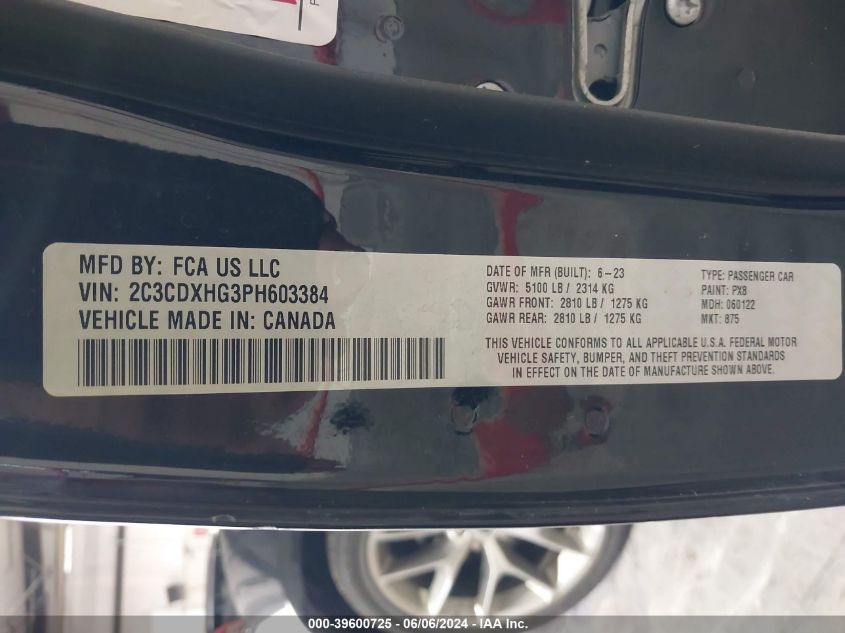 MFD BY: FCA US LLC
VIN: 2C3CDXHG3PH603384
VEHICLE MADE IN: CANADA
DATE OF MFR (BUILT): 6-23
GVWR: 5100 LB / 2314 KG
GAWR FRONT: 2810 LB / 1275 KG
GAWR REAR: 2810 LB / 1275 KG
TYPE: PASSENGER CAR
PAINT: PX8
MDH: 060122
MKT: 875
THIS VEHICLE CONFORMS TO ALL APPLICABLE U.S.A. FEDERAL MOTOR
VEHICLE SAFETY, BUMPER, AND THEFT PREVENTION STANDARDS
IN EFFECT ON THE DATE OF MANUFACTURE SHOWN ABOVE.
000-39600725 - 06/06/2024 - IAA Inc.